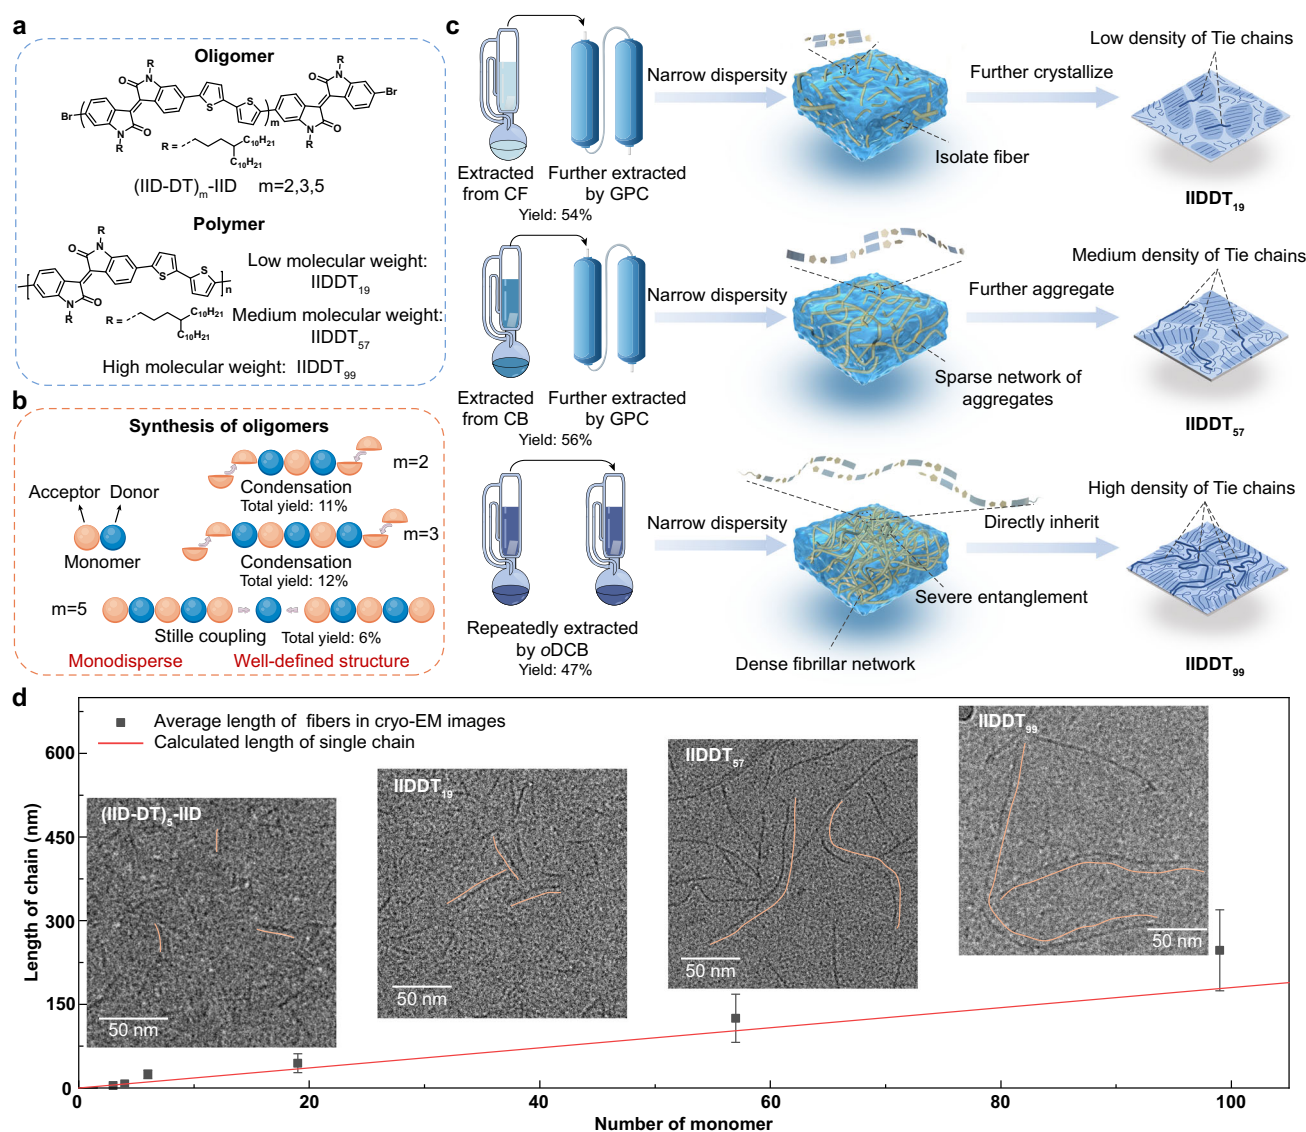 a
Oligomer
R
N
O
Br
S
S
O
N
R
m
R
N
O
Br
O
N
R
R =
C₁₀H₂₁
C₁₀H₂₁
(IID-DT)ₘ-IID m=2,3,5
Polymer
R
N
O
S
S
n
O
N
R
R =
C₁₀H₂₁
C₁₀H₂₁
Low molecular weight:
IIDDT₁₉
Medium molecular weight:
IIDDT₅₇
High molecular weight: IIDDT₉₉
b
Synthesis of oligomers
m=2
Condensation
Total yield: 11%
Acceptor Donor
Monomer
m=3
Condensation
Total yield: 12%
m=5
Stille coupling Total yield: 6%
Monodisperse Well-defined structure
c
Extracted
from CF
Further extracted
by GPC
Yield: 54%
Narrow dispersity
Isolate fiber
Further crystallize
Low density of Tie chains
IIDDT₁₉
Extracted
from CB
Further extracted
by GPC
Yield: 56%
Narrow dispersity
Sparse network of
aggregates
Further aggregate
Medium density of Tie chains
IIDDT₅₇
Repeatedly extracted
by oDCB
Yield: 47%
Narrow dispersity
Dense fibrillar network
Severe entanglement
Directly inherit
High density of Tie chains
IIDDT₉₉
d
Average length of fibers in cryo-EM images
Calculated length of single chain
(IID-DT)₅-IID
50 nm
IIDDT₁₉
50 nm
IIDDT₅₇
50 nm
IIDDT₉₉
50 nm
Length of chain (nm)
600
450
300
150
0
0 20 40 60 80 100
Number of monomer